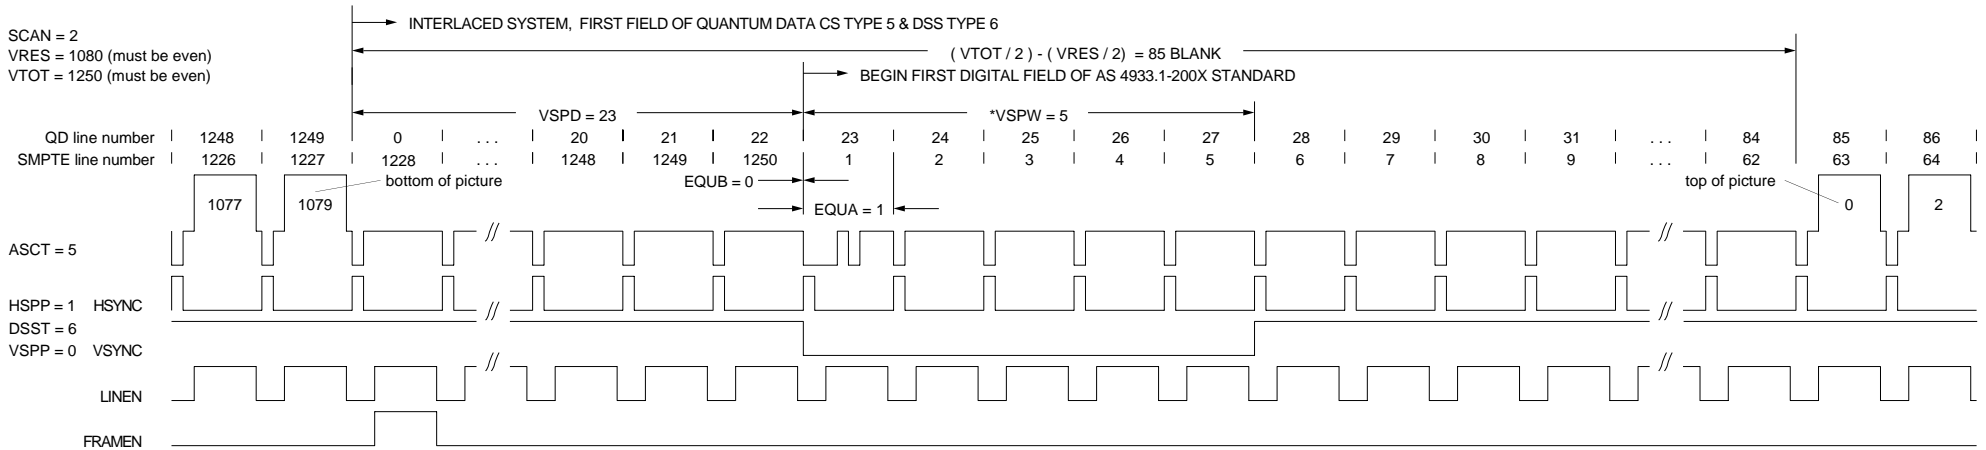 INTERLACED SYSTEM, FIRST FIELD OF QUANTUM DATA CS TYPE 5 & DSS TYPE 6
SCAN = 2
VRES = 1080 (must be even)
VTOT = 1250 (must be even)
( VTOT / 2 ) - ( VRES / 2) = 85 BLANK
BEGIN FIRST DIGITAL FIELD OF AS 4933.1-200X STANDARD
VSPD = 23
*VSPW = 5
QD line number 1248 1249 0 . . . 20 21 22 23 24 25 26 27 28 29 30 31 . . . 84 85 86
SMPTE line number 1226 1227 1228 . . . 1248 1249 1250 1 2 3 4 5 6 7 8 9 . . . 62 63 64
bottom of picture
EQUB = 0
top of picture
1077 1079
EQUA = 1
0 2
ASCT = 5
HSPP = 1 HSYNC
DSST = 6
VSPP = 0 VSYNC
LINEN
FRAMEN